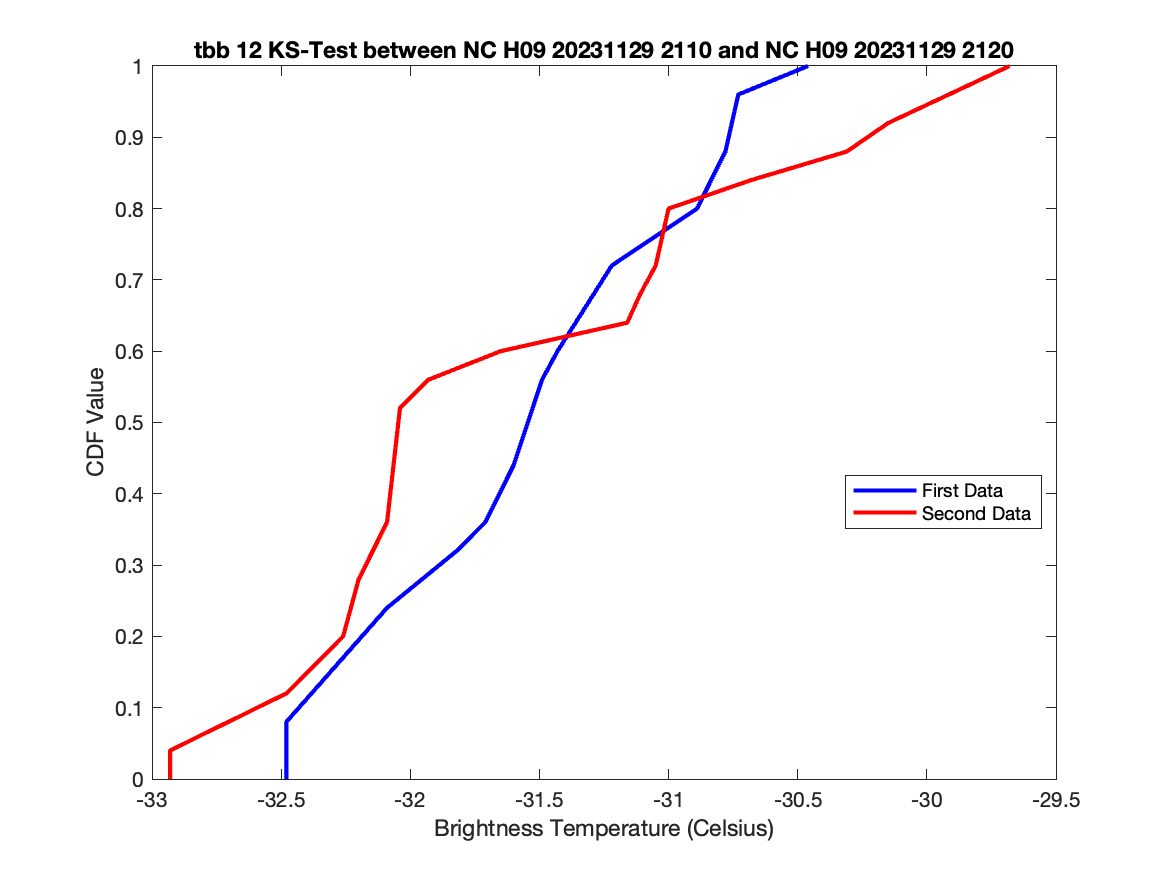 tbb 12 KS-Test between NC H09 20231129 2110 and NC H09 20231129 2120
1
0.9
0.8
0.7
0.6
0.5
0.4
0.3
0.2
0.1
0
CDF Value
First Data
Second Data
-33 -32.5 -32 -31.5 -31 -30.5 -30 -29.5
Brightness Temperature (Celsius)